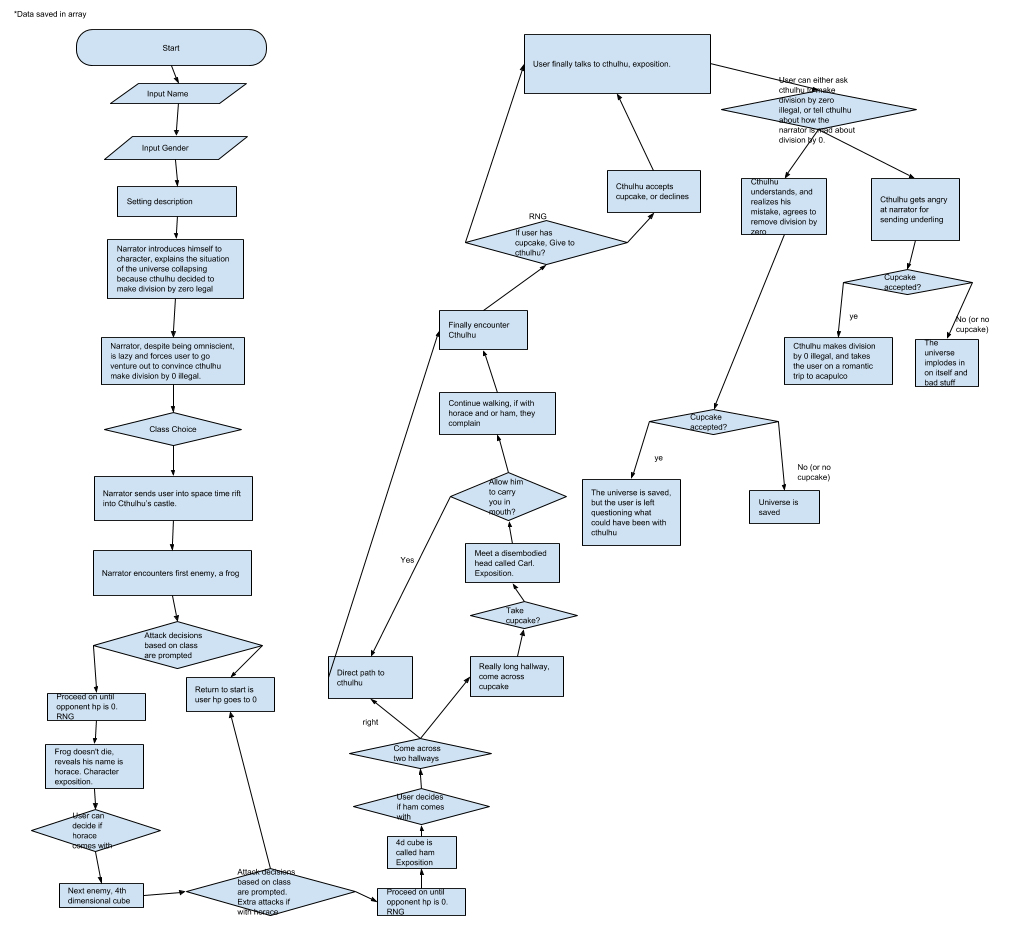 *Data saved in array
Start
Input Name
Input Gender
Setting description
Narrator introduces himself to
character, explains the situation
of the universe collapsing
because cthulhu decided to
make division by zero legal
Narrator, despite being omniscient,
is lazy and forces user to go
venture out to convince cthulhu
make division by 0 illegal.
Class Choice
Narrator sends user into space time rift
into Cthulhu's castle.
Narrator encounters first enemy, a frog
Attack decisions
based on class
are prompted
Proceed on until
opponent hp is 0.
RNG
Return to start is
user hp goes to 0
Frog doesn't die,
reveals his name is
horace. Character
exposition.
User can
decide if
horace
comes with
Next enemy, 4th
dimensional cube
Attack decisions
based on class
are prompted.
Extra attacks if
with horace
Proceed on until
opponent hp is 0.
RNG
4d cube is
called ham
Exposition
User decides
if ham comes
with
Come across
two hallways
right
Direct path to
cthulhu
Really long hallway,
come across
cupcake
Take
cupcake?
Meet a disembodied
head called Carl.
Exposition.
Allow him
to carry
you in
mouth?
Yes
Continue walking, if with
horace and or ham, they
complain
Finally encounter
Cthulhu
RNG
if user has
cupcake, Give to
cthulhu?
Cthulhu accepts
cupcake, or declines
User finally talks to cthulhu, exposition.
User can either ask
cthulhu to make
division by zero
illegal, or tell cthulhu
about how the
narrator is mad about
division by 0.
Cthulhu
understands, and
realizes his
mistake, agrees to
remove division by
zero
Cthulhu gets angry
at narrator for
sending underling
Cupcake
accepted?
ye
No (or no
cupcake)
Cthulhu makes division
by 0 illegal, and takes
the user on a romantic
trip to acapulco
The
universe
implodes in
on itself and
bad stuff
Cupcake
accepted?
ye
No (or no
cupcake)
The universe is saved,
but the user is left
questioning what
could have been with
cthulhu
Universe is
saved